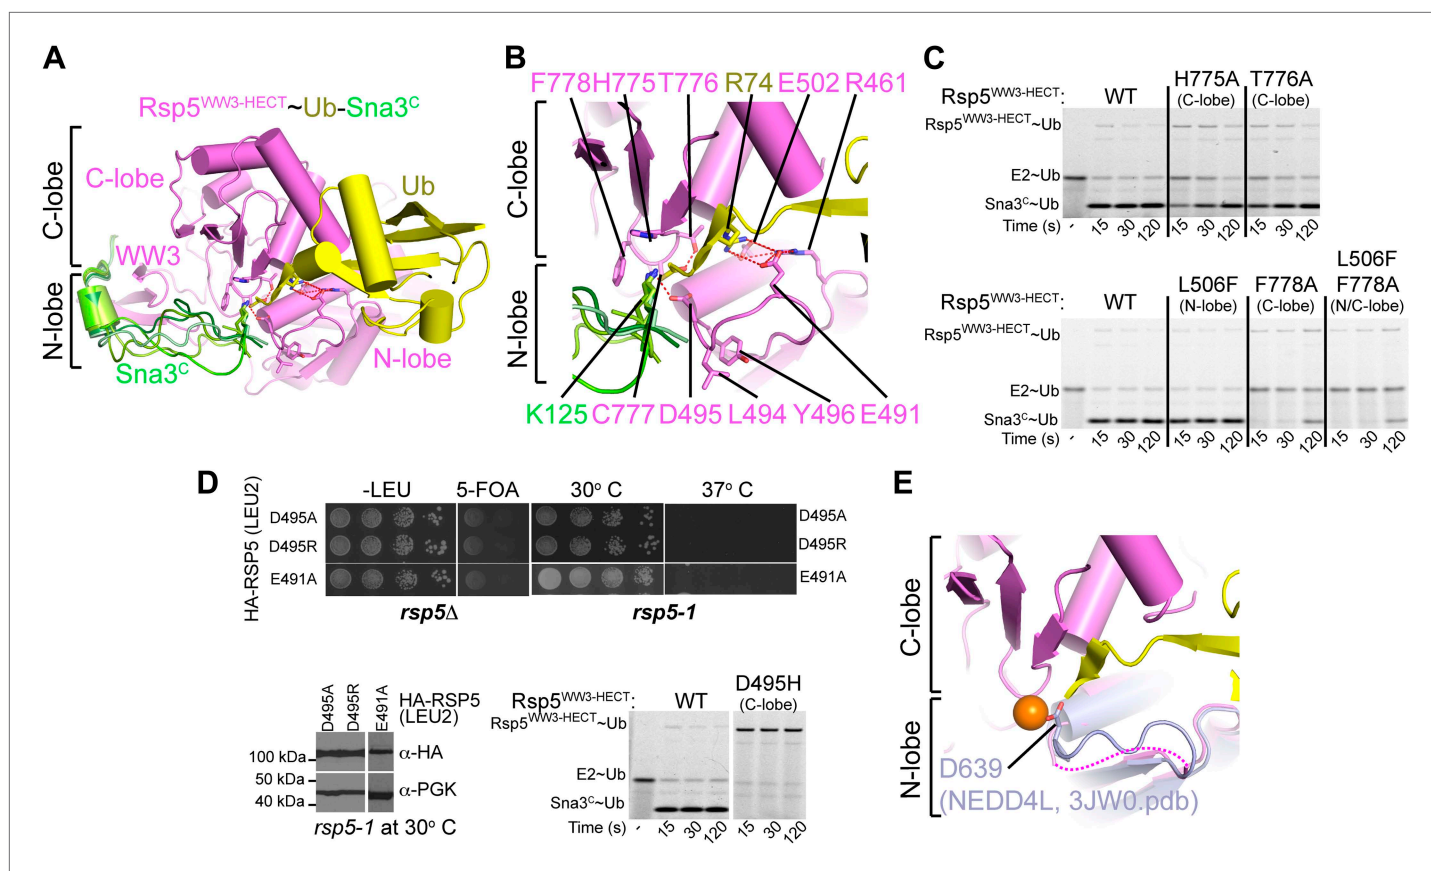 A
Rsp5WW3-HECT~Ub-Sna3C
C-lobe
N-lobe
C-lobe
Ub
WW3
N-lobe
Sna3C
B
F778 H775 T776 R74 E502 R461
C-lobe
N-lobe
K125 C777 D495 L494 Y496 E491
C
H775A T776A
Rsp5WW3-HECT: WT (C-lobe) (C-lobe)
Rsp5WW3-HECT~Ub
E2~Ub
Sna3C~Ub
Time (s) - 15 30 120 15 30 120 15 30 120
L506F
L506F F778A F778A
Rsp5WW3-HECT: WT (N-lobe) (C-lobe) (N/C-lobe)
Rsp5WW3-HECT~Ub
E2~Ub
Sna3C~Ub
Time (s) - 15 30 120 15 30 120 15 30 120 15 30 120
D
HA-RSP5 (LEU2)
-LEU 5-FOA 30o C 37o C
D495A D495A
D495R D495R
E491A E491A
rsp5Δ rsp5-1
D495A D495R E491A
HA-RSP5
(LEU2)
100 kDa α-HA
50 kDa
40 kDa α-PGK
rsp5-1 at 30o C
D495H
Rsp5WW3-HECT: WT (C-lobe)
Rsp5WW3-HECT~Ub
E2~Ub
Sna3C~Ub
Time (s) - 15 30 120 15 30 120
E
C-lobe
N-lobe
D639
(NEDD4L, 3JW0.pdb)